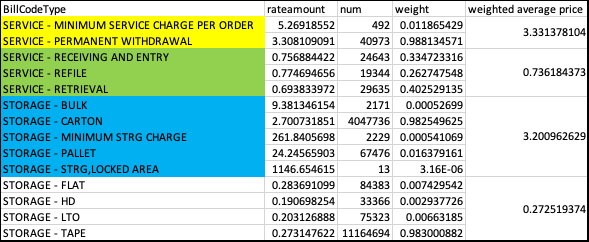 BillCodeType rateamount num weight weighted average price
SERVICE - MINIMUM SERVICE CHARGE PER ORDER 5.26918552 492 0.011865429
3.331378104
SERVICE - PERMANENT WITHDRAWAL 3.308109091 40973 0.988134571
SERVICE - RECEIVING AND ENTRY 0.756884422 24643 0.334723316
SERVICE - REFILE 0.774694656 19344 0.262747548 0.736184373
SERVICE - RETRIEVAL 0.693833972 29635 0.402529135
STORAGE - BULK 9.381346154 2171 0.00052699
STORAGE - CARTON 2.700731851 4047736 0.982549625
STORAGE - MINIMUM STRG CHARGE 261.8405698 2229 0.000541069 3.200962629
STORAGE - PALLET 24.24565903 67476 0.016379161
STORAGE - STRG,LOCKED AREA 1146.654615 13 3.16E-06
STORAGE - FLAT 0.283691099 84383 0.007429542
STORAGE - HD 0.190698254 33366 0.002937726
0.272519374
STORAGE - LTO 0.203126888 75323 0.00663185
STORAGE - TAPE 0.273147622 11164694 0.983000882